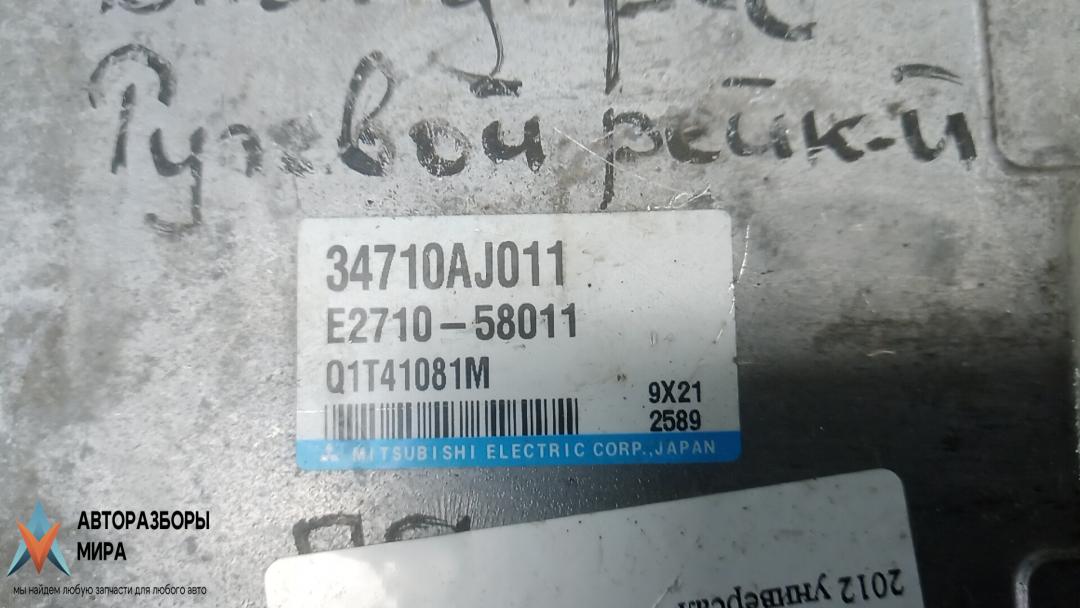 Рулевой рейк-й
34710AJ011
E2710-58011
Q1T41081M
9X21
2589
MITSUBISHI ELECTRIC CORP., JAPAN
АВТОРАЗБОРЫ
МИРА
мы найдем любую запчасти для любого авто
2012 универсал